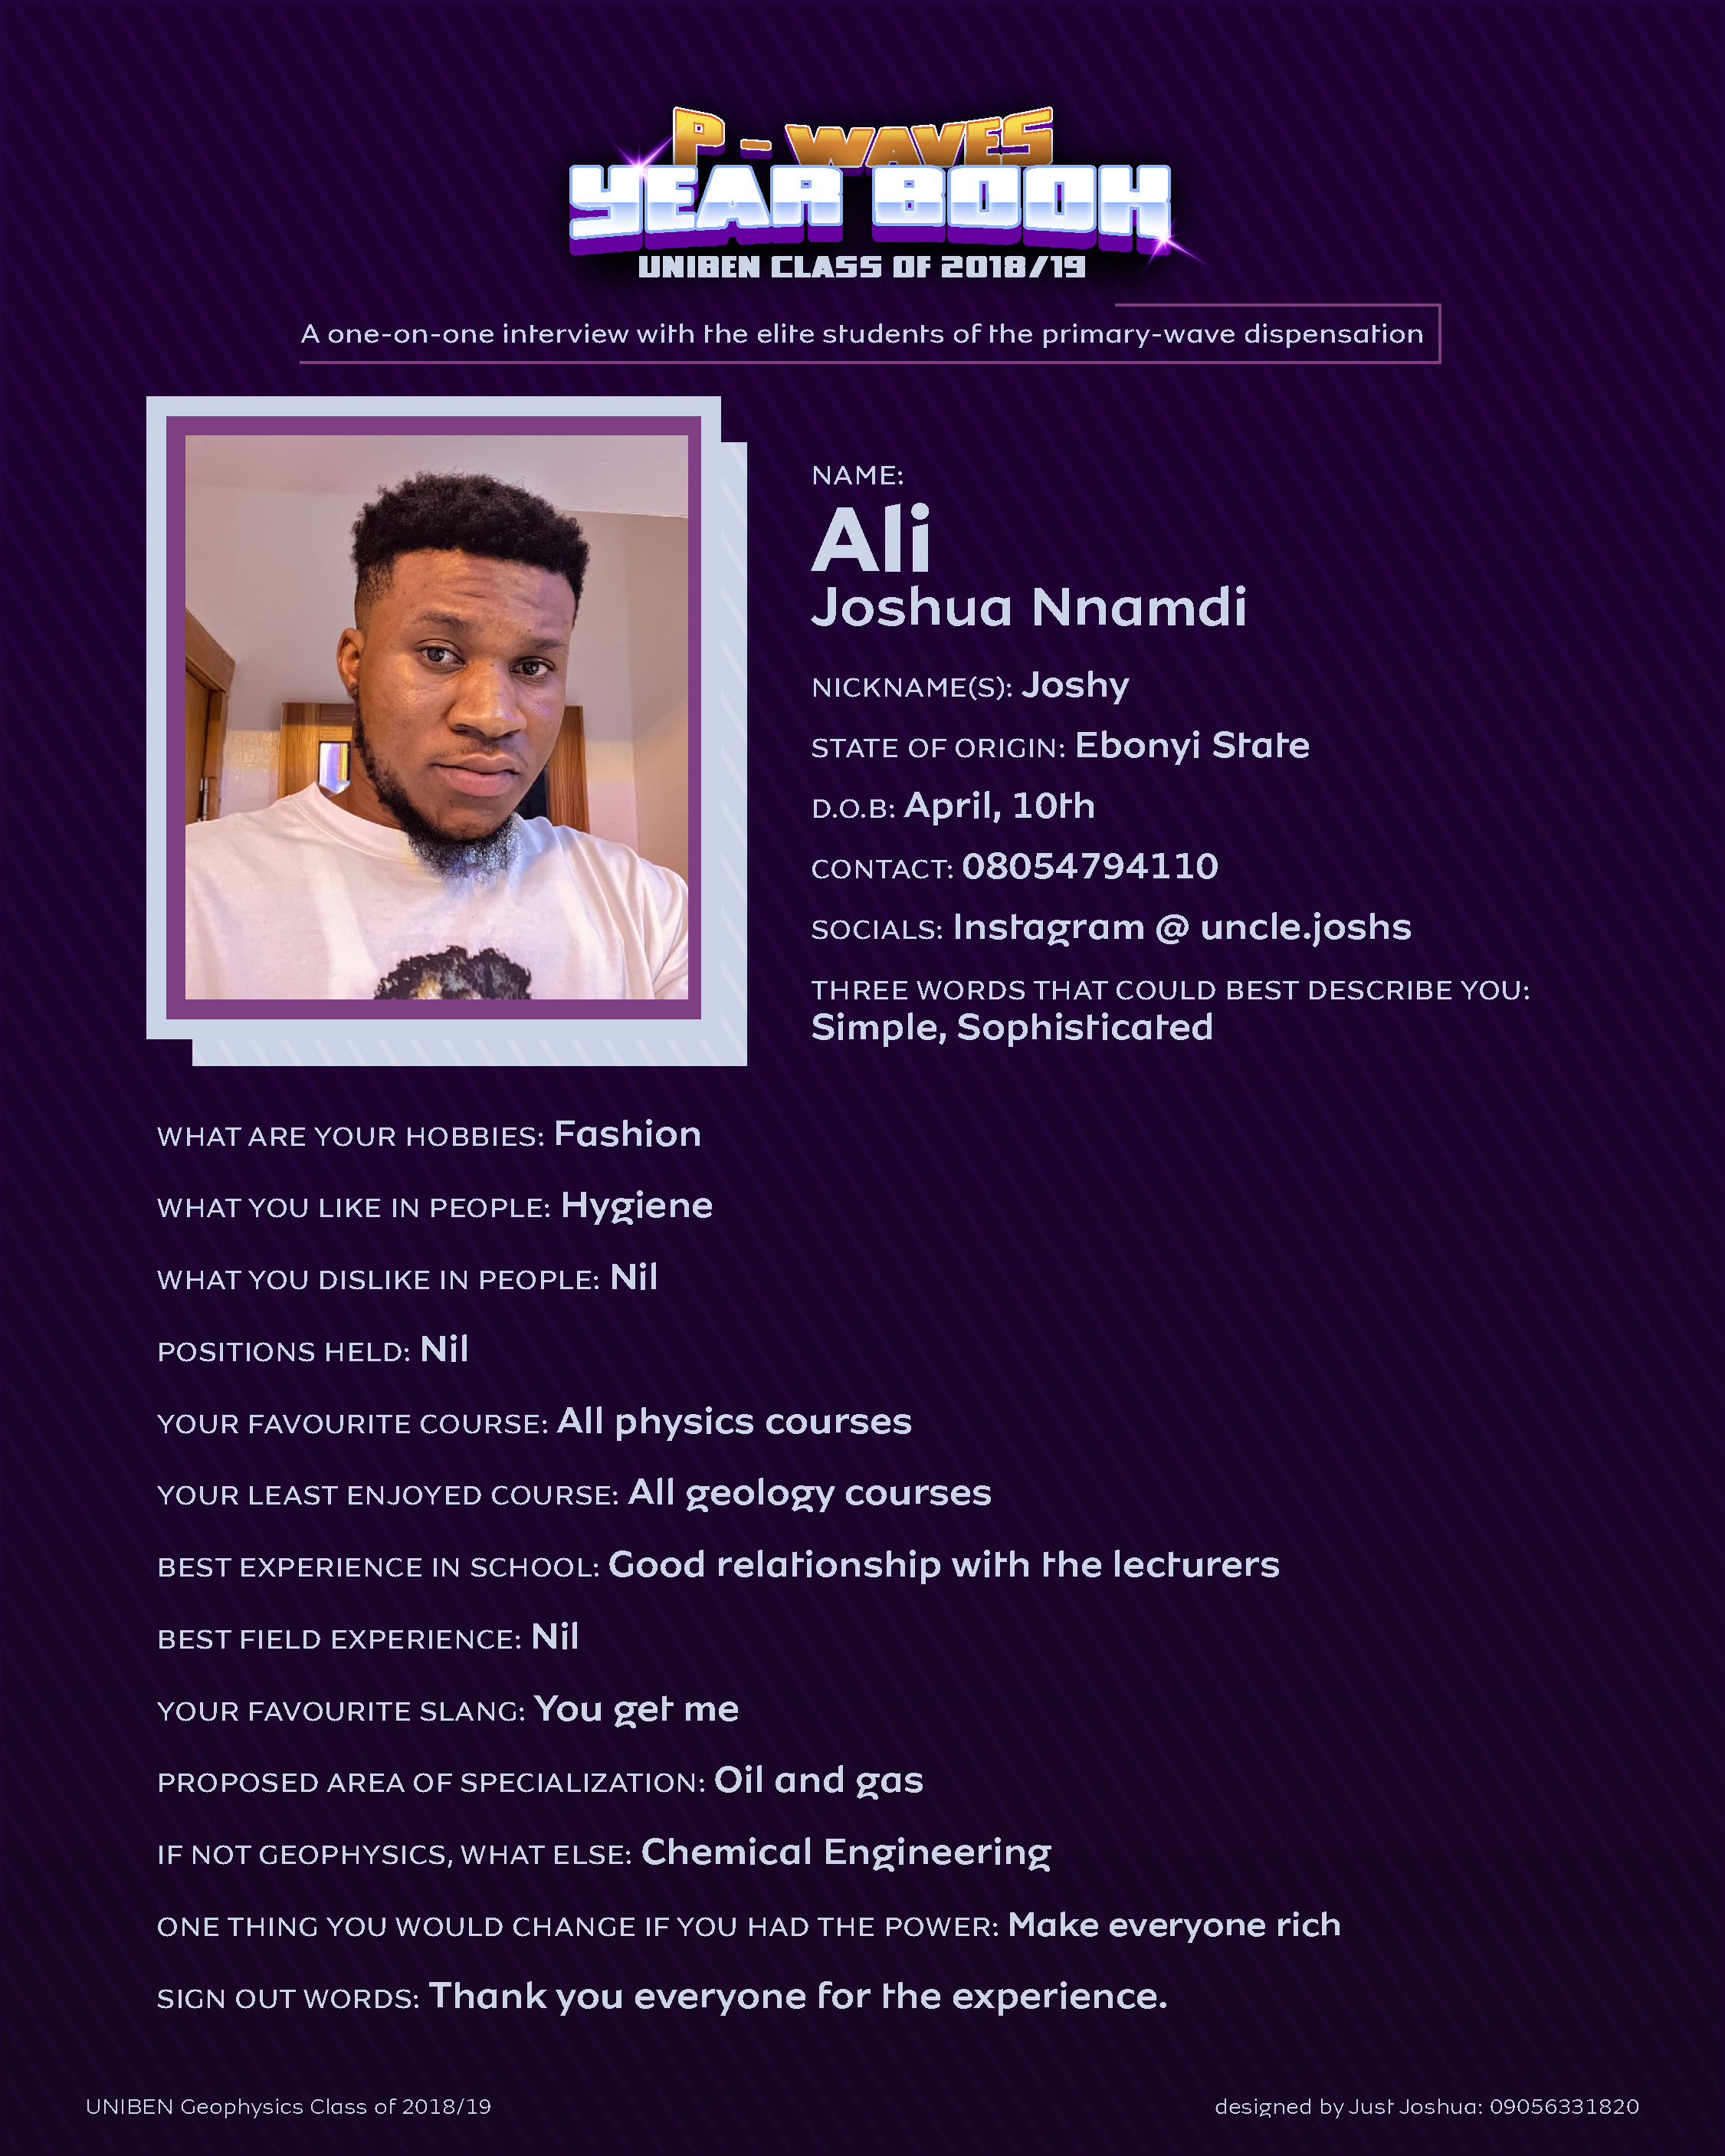 P - WAVES
YEAR BOOK
UNIBEN CLASS OF 2018/19
A one-on-one interview with the elite students of the primary-wave dispensation
NAME:
Ali
Joshua Nnamdi
NICKNAME(S): Joshy
STATE OF ORIGIN: Ebonyi State
D.O.B: April, 10th
CONTACT: 08054794110
SOCIALS: Instagram @ uncle.joshs
THREE WORDS THAT COULD BEST DESCRIBE YOU:
Simple, Sophisticated
WHAT ARE YOUR HOBBIES: Fashion
WHAT YOU LIKE IN PEOPLE: Hygiene
WHAT YOU DISLIKE IN PEOPLE: Nil
POSITIONS HELD: Nil
YOUR FAVOURITE COURSE: All physics courses
YOUR LEAST ENJOYED COURSE: All geology courses
BEST EXPERIENCE IN SCHOOL: Good relationship with the lecturers
BEST FIELD EXPERIENCE: Nil
YOUR FAVOURITE SLANG: You get me
PROPOSED AREA OF SPECIALIZATION: Oil and gas
IF NOT GEOPHYSICS, WHAT ELSE: Chemical Engineering
ONE THING YOU WOULD CHANGE IF YOU HAD THE POWER: Make everyone rich
SIGN OUT WORDS: Thank you everyone for the experience.
UNIBEN Geophysics Class of 2018/19
designed by Just Joshua: 09056331820